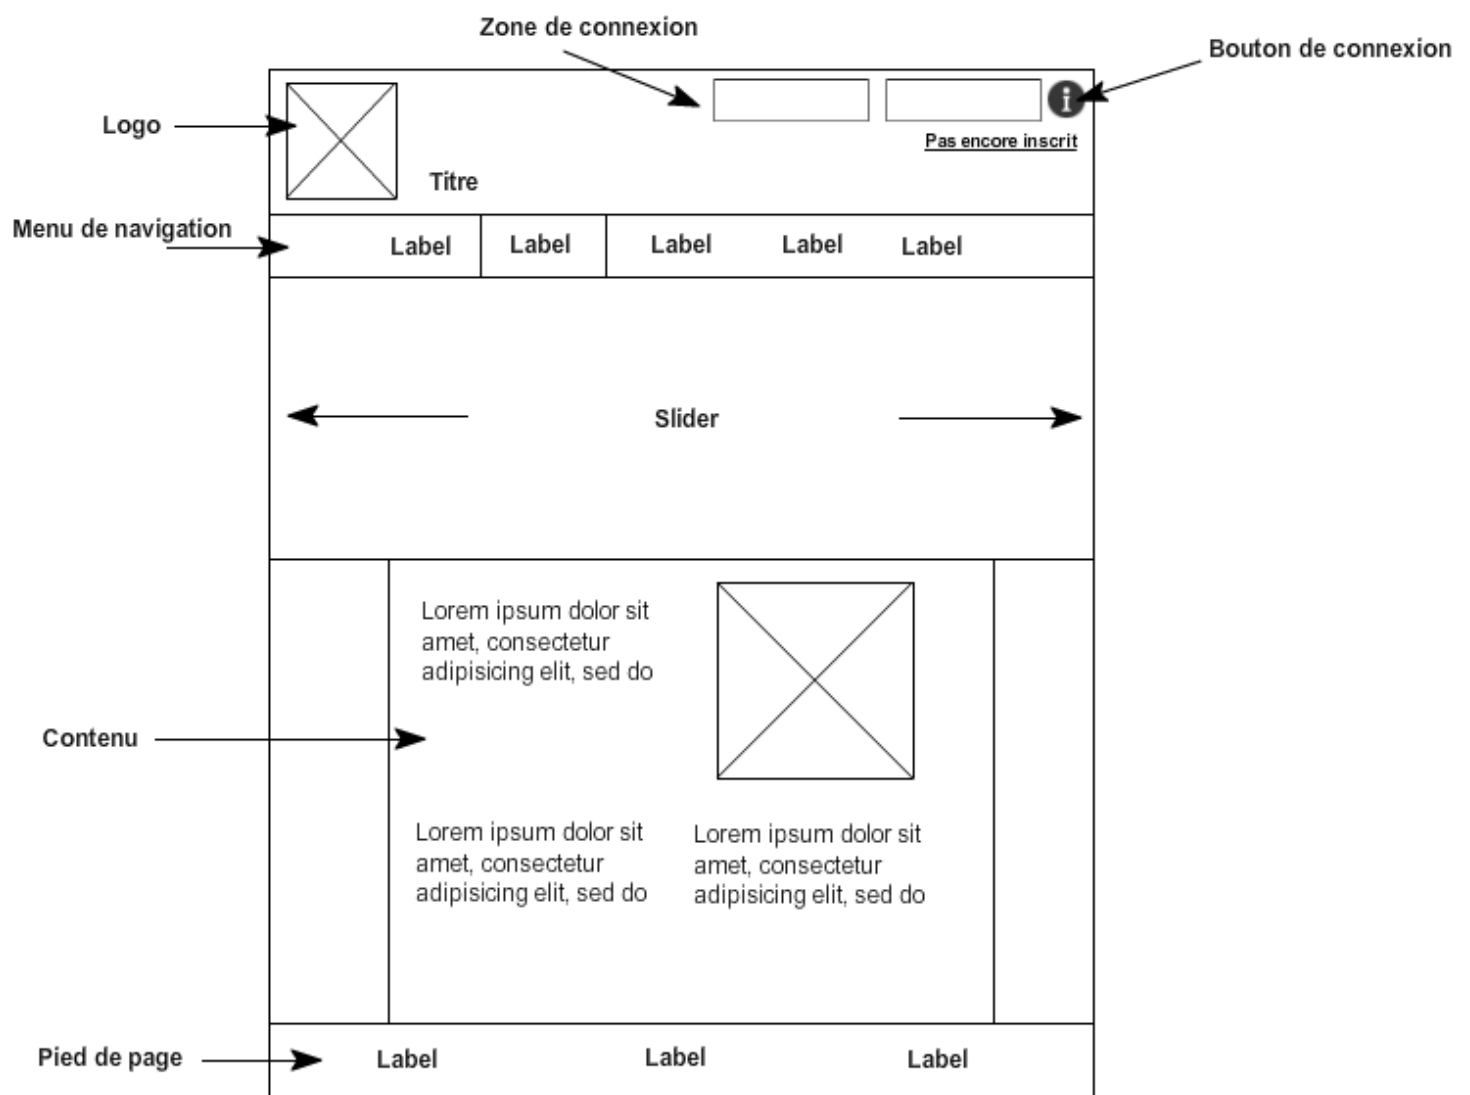 Zone de connexion
Bouton de connexion
Logo
Pas encore inscrit
Titre
Menu de navigation
Label Label Label Label Label
Slider
Lorem ipsum dolor sit
amet, consectetur
adipisicing elit, sed do
Contenu
Lorem ipsum dolor sit
amet, consectetur
adipisicing elit, sed do
Lorem ipsum dolor sit
amet, consectetur
adipisicing elit, sed do
Pied de page
Label Label Label